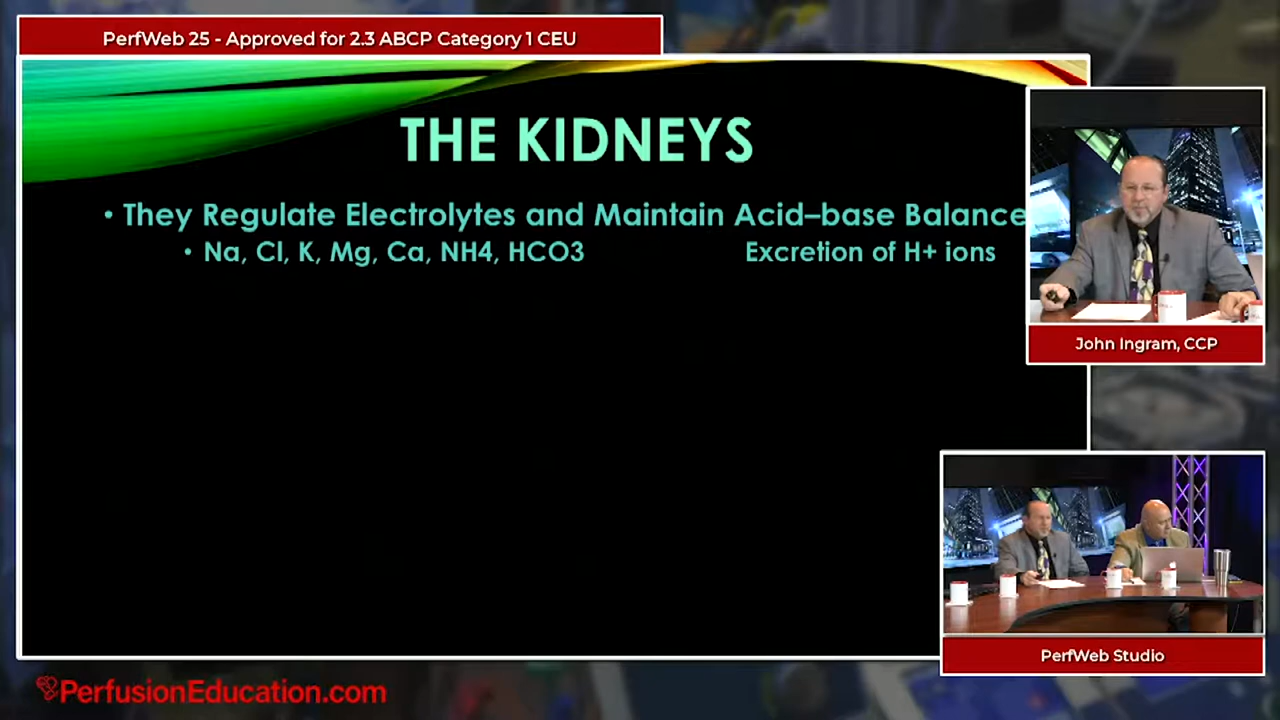 PerfWeb 25 - Approved for 2.3 ABCP Category 1 CEU
THE KIDNEYS
• They Regulate Electrolytes and Maintain Acid–base Balance
• Na, Cl, K, Mg, Ca, NH4, HCO3 Excretion of H+ ions
John Ingram, CCP
PerfWeb Studio
PerfusionEducation.com